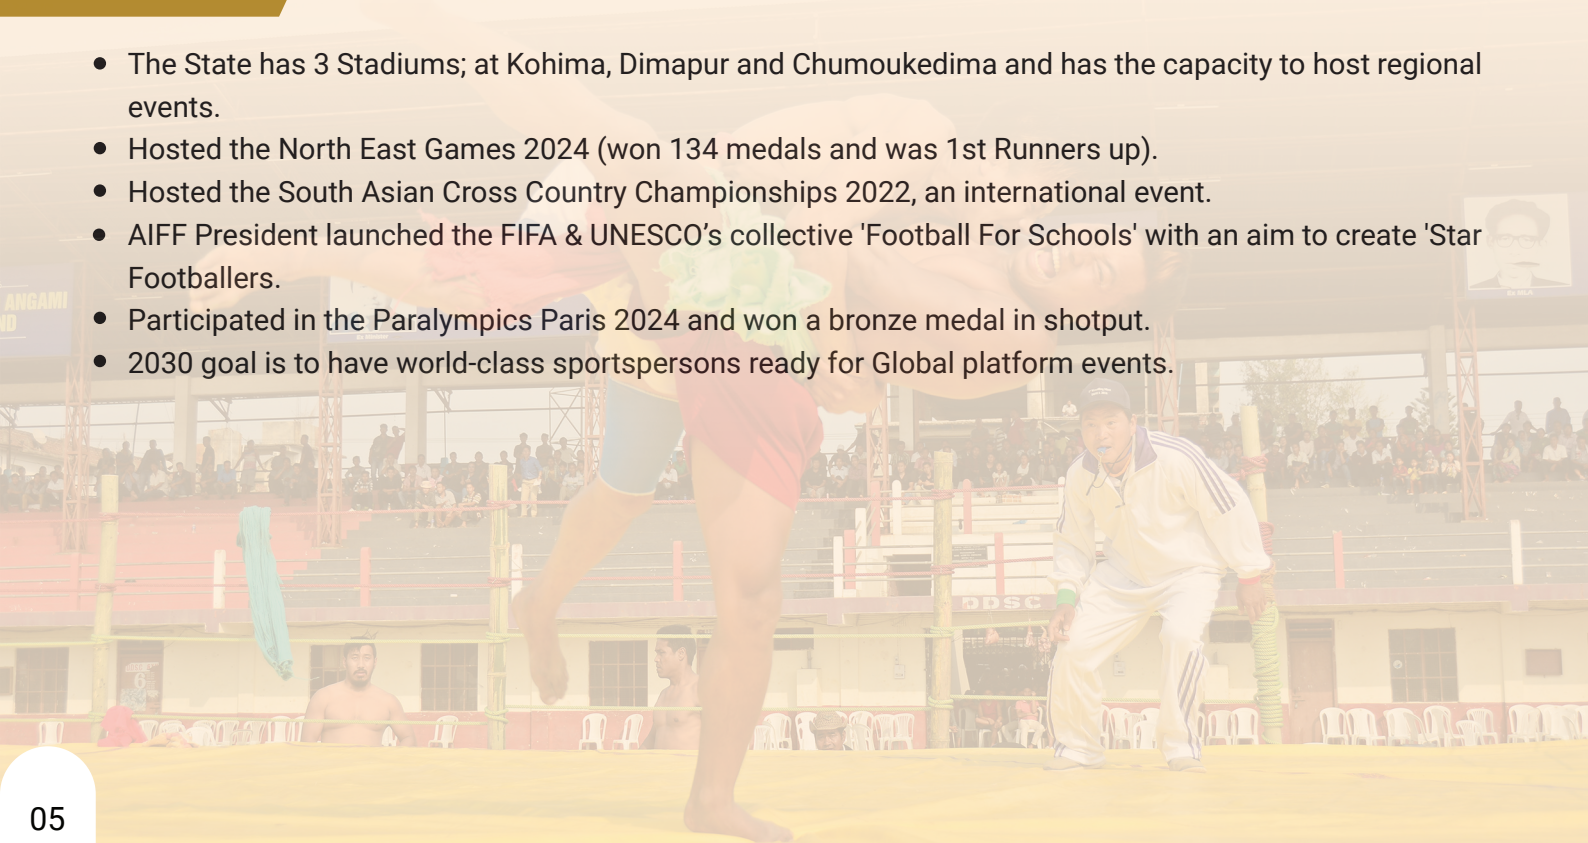 • The State has 3 Stadiums; at Kohima, Dimapur and Chumoukedima and has the capacity to host regional
events.
• Hosted the North East Games 2024 (won 134 medals and was 1st Runners up).
• Hosted the South Asian Cross Country Championships 2022, an international event.
• AIFF President launched the FIFA & UNESCO’s collective 'Football For Schools' with an aim to create 'Star
Footballers.
• Participated in the Paralympics Paris 2024 and won a bronze medal in shotput.
• 2030 goal is to have world-class sportspersons ready for Global platform events.
ANGAMI
DDSC
05